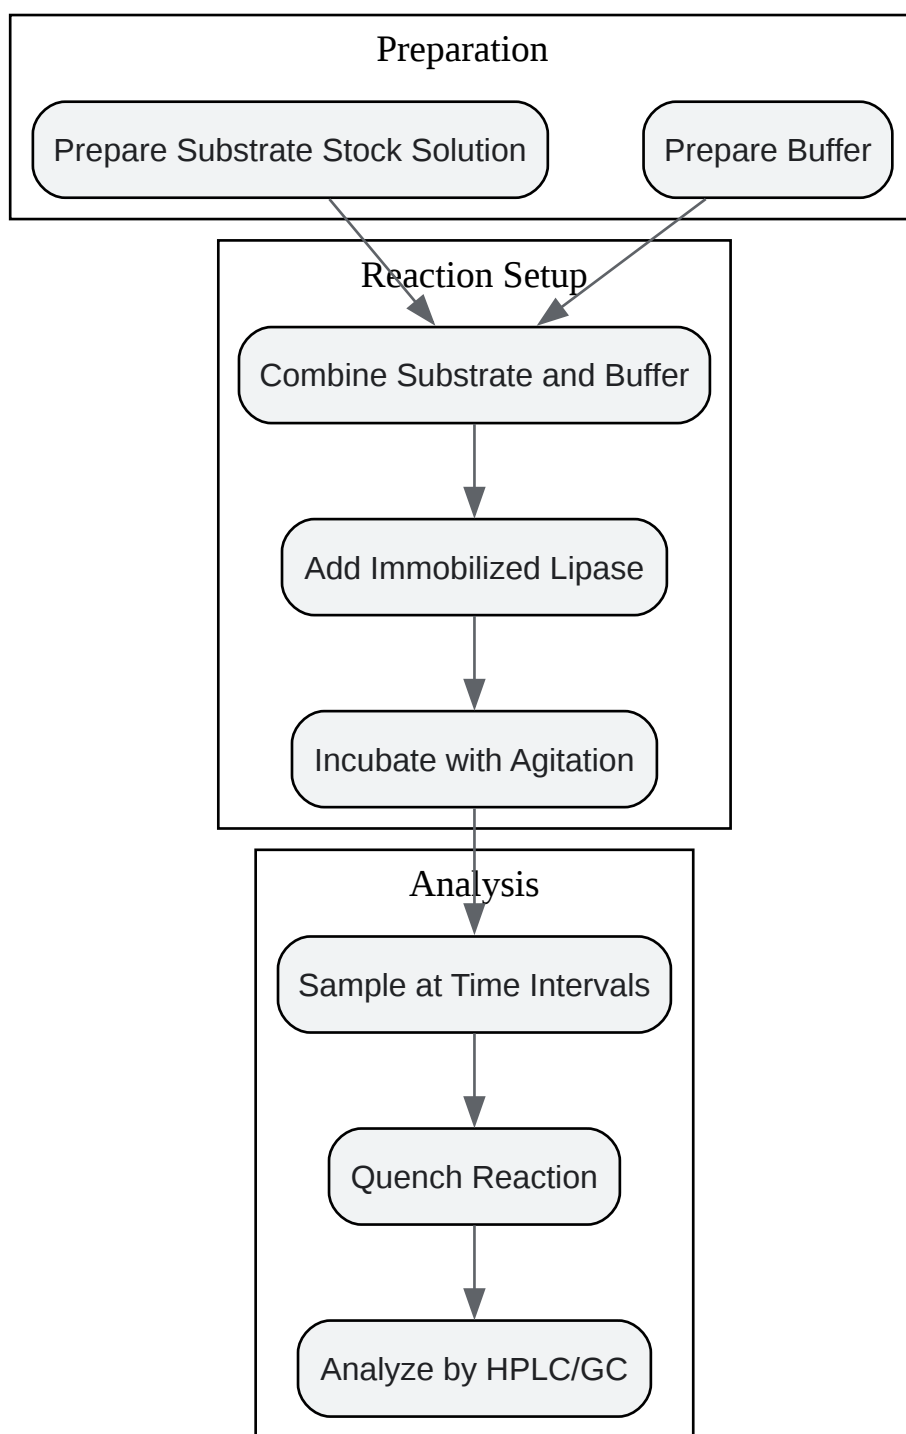 Preparation
Prepare Substrate Stock Solution
Prepare Buffer
Reaction Setup
Combine Substrate and Buffer
Add Immobilized Lipase
Incubate with Agitation
Analysis
Sample at Time Intervals
Quench Reaction
Analyze by HPLC/GC